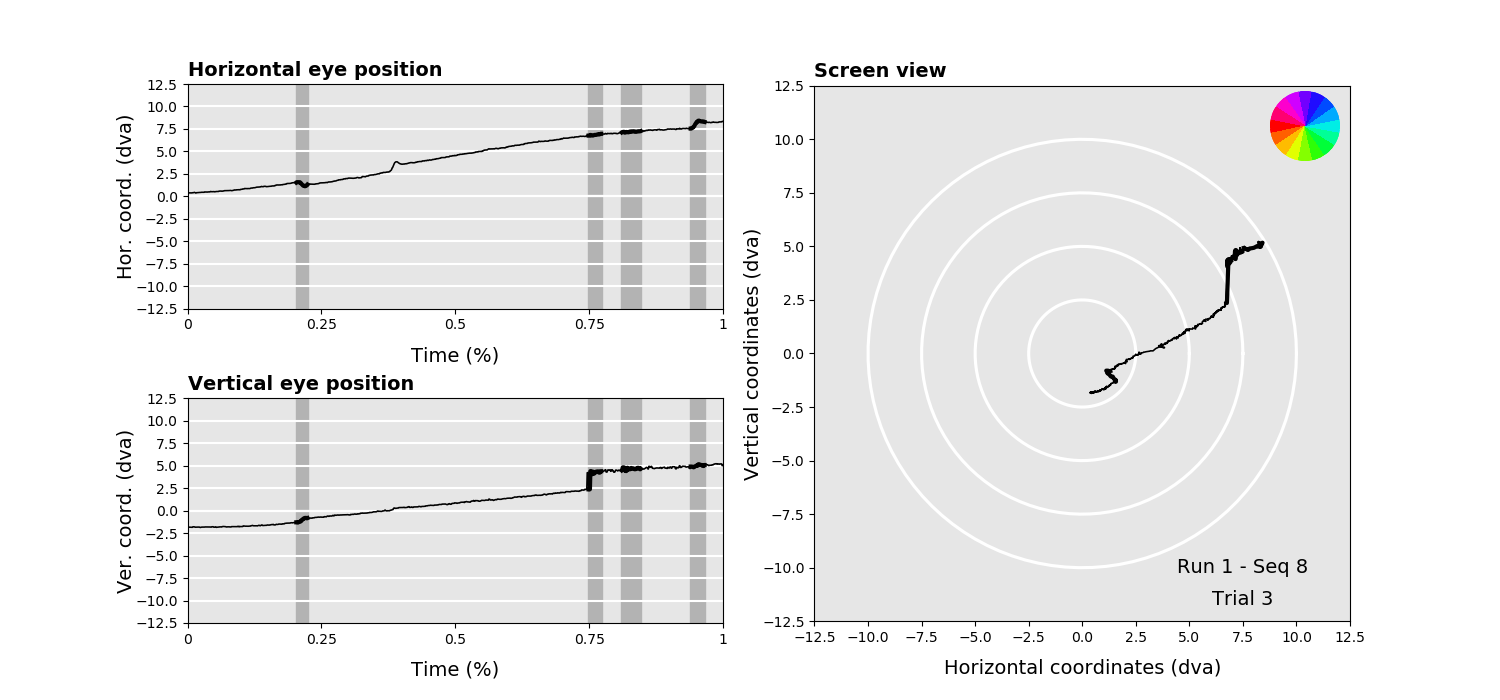 Horizontal eye position
12.5
10.0
7.5
5.0
2.5
0.0
−2.5
−5.0
−7.5
−10.0
−12.5
Hor. coord. (dva)
0 0.25 0.5 0.75 1
Time (%)
Vertical eye position
12.5
10.0
7.5
5.0
2.5
0.0
−2.5
−5.0
−7.5
−10.0
−12.5
Ver. coord. (dva)
0 0.25 0.5 0.75 1
Time (%)
Screen view
12.5
10.0
7.5
5.0
2.5
0.0
−2.5
−5.0
−7.5
−10.0
−12.5
Vertical coordinates (dva)
Run 1 - Seq 8
Trial 3
−12.5 −10.0 −7.5 −5.0 −2.5 0.0 2.5 5.0 7.5 10.0 12.5
Horizontal coordinates (dva)